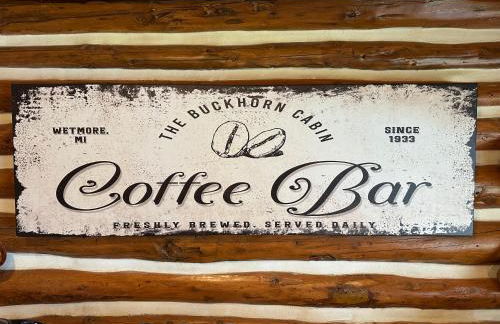 THE BUCKHORN CABIN
WETMORE, MI
SINCE 1933
Coffee Bar
FRESHLY BREWED. SERVED DAILY